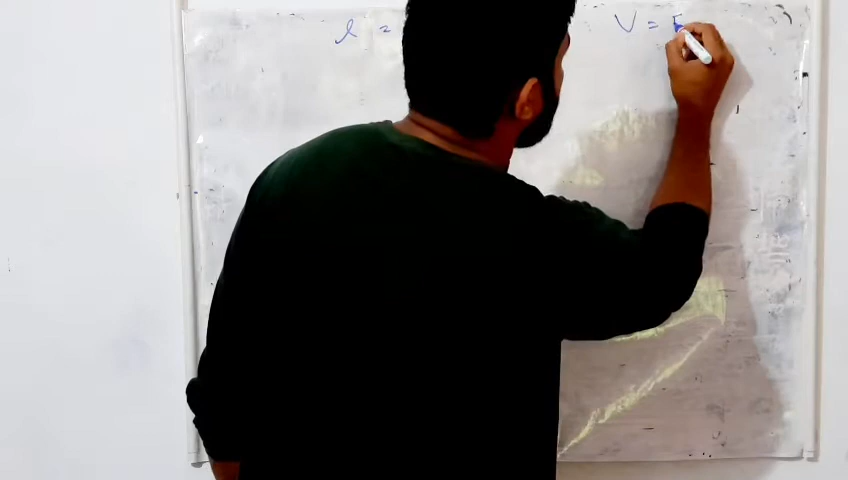 l =
V =